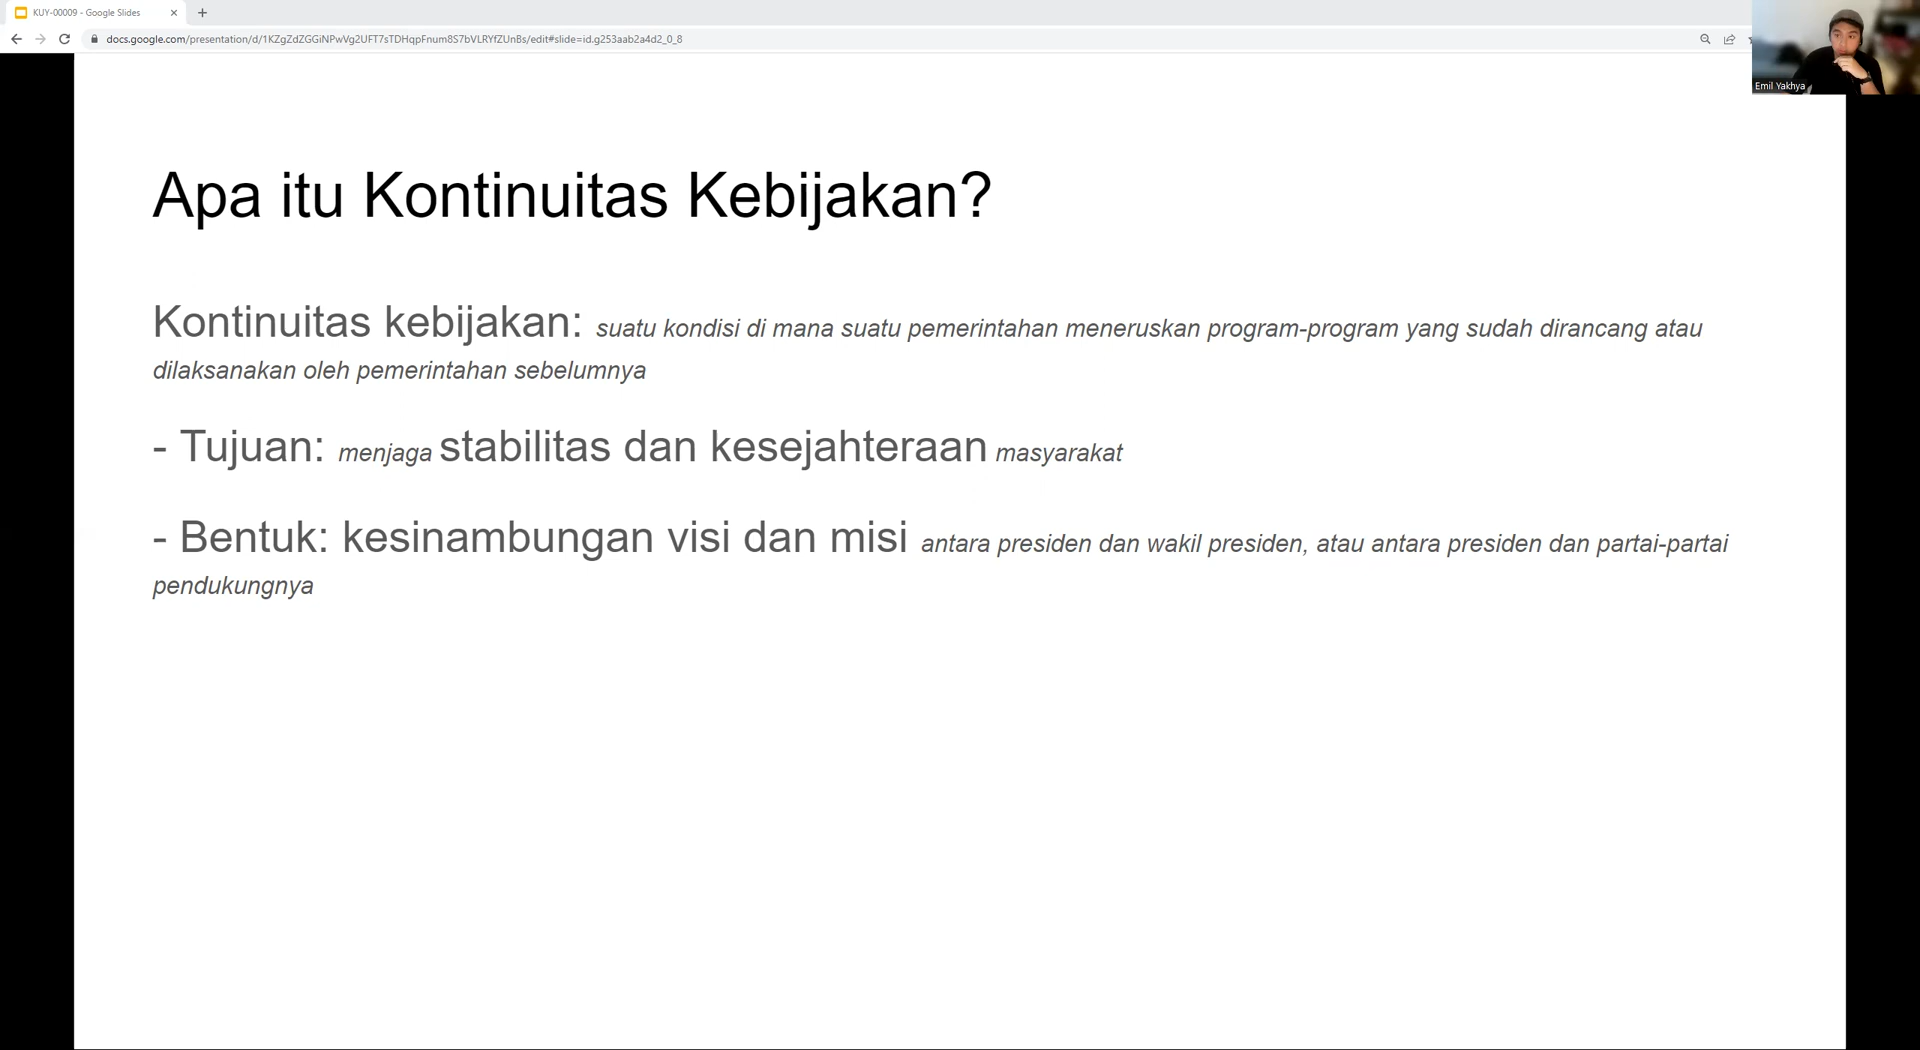 KUY-00009 - Google Slides
docs.google.com/presentation/d/1KZgZdZGGiNPwVg2UFT7sTDHqpFnum8S7bVLRYfZUnBs/edit#slide=id.g253aab2a4d2_0_8
Emil Yakhya
Apa itu Kontinuitas Kebijakan?
Kontinuitas kebijakan: suatu kondisi di mana suatu pemerintahan meneruskan program-program yang sudah dirancang atau
dilaksanakan oleh pemerintahan sebelumnya
- Tujuan: menjaga stabilitas dan kesejahteraan masyarakat
- Bentuk: kesinambungan visi dan misi antara presiden dan wakil presiden, atau antara presiden dan partai-partai
pendukungnya